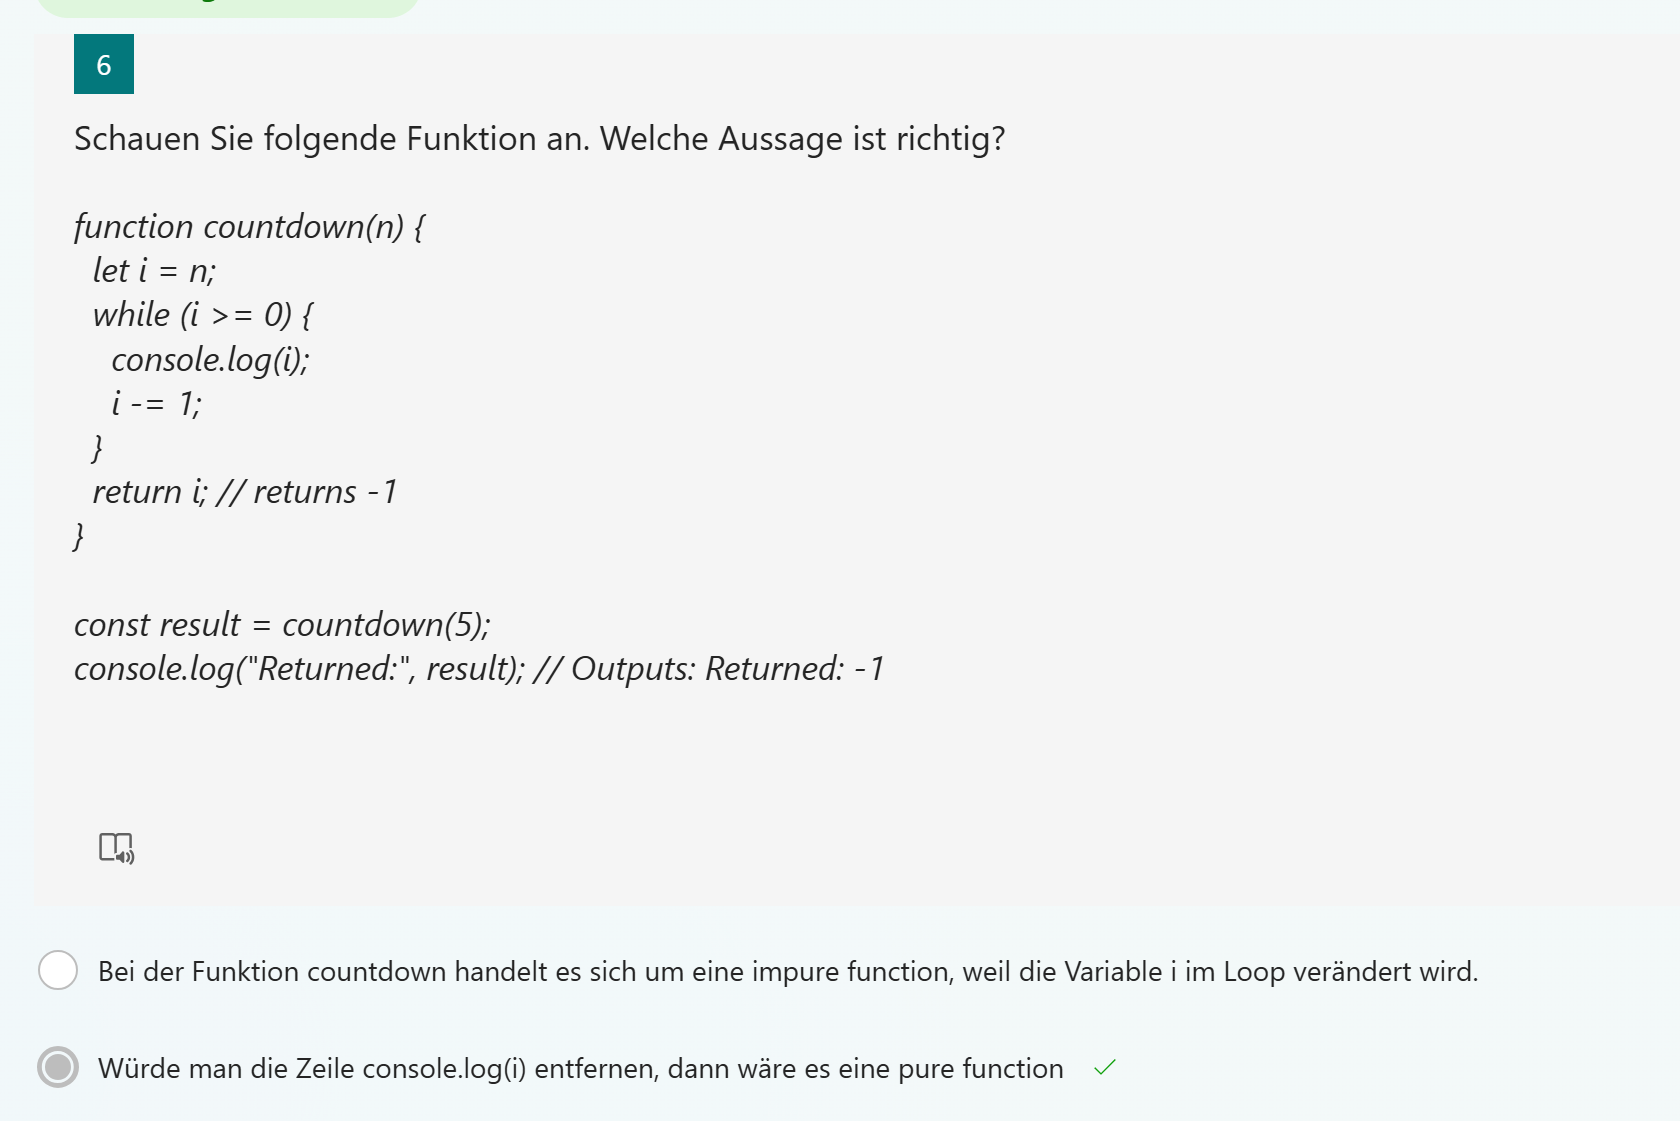 6
Schauen Sie folgende Funktion an. Welche Aussage ist richtig?
function countdown(n) {
let i = n;
while (i >= 0) {
console.log(i);
i -= 1;
}
return i; // returns -1
}
const result = countdown(5);
console.log("Returned:", result); // Outputs: Returned: -1
Bei der Funktion countdown handelt es sich um eine impure function, weil die Variable i im Loop verändert wird.
Würde man die Zeile console.log(i) entfernen, dann wäre es eine pure function